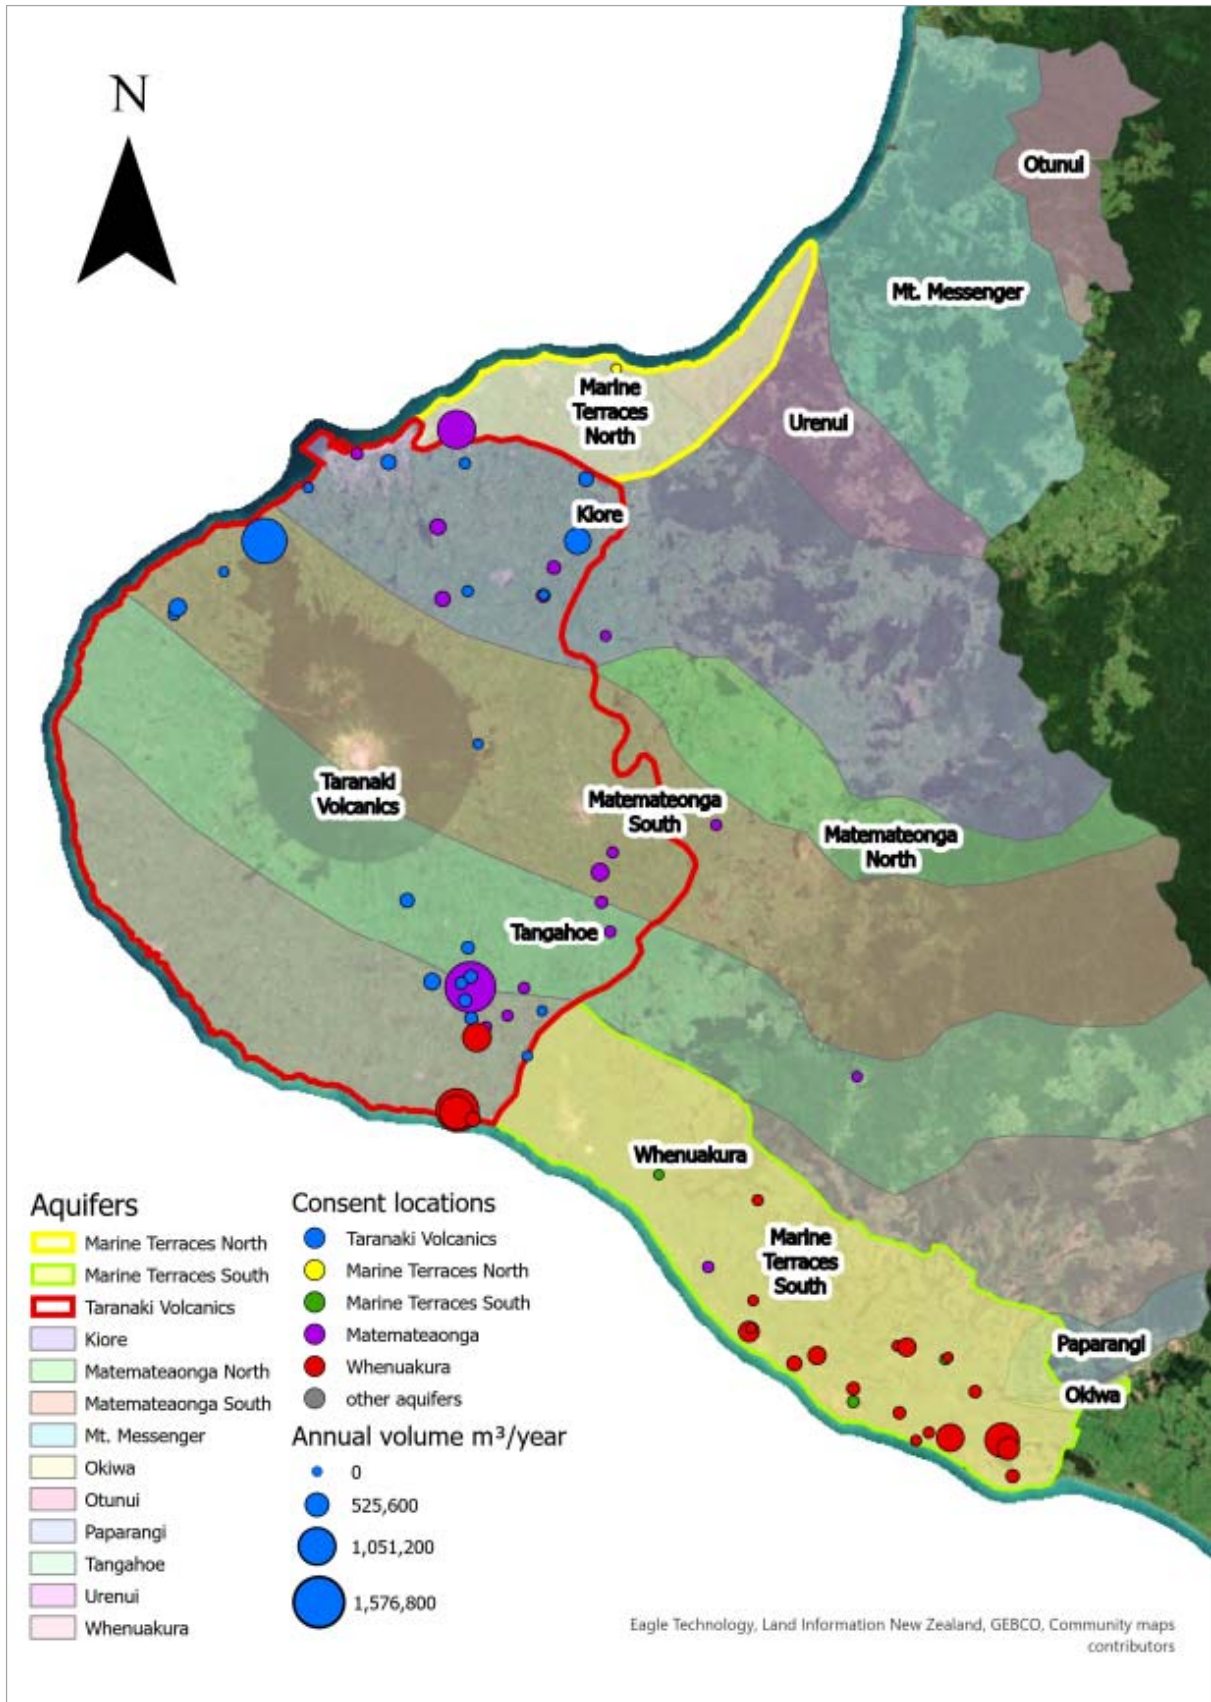 N
Otunui
Mt. Messenger
Marine
Terraces
North
Urenui
Kiore
Taranaki
Volcanics
Matemateonga
South
Matemateonga
North
Tangahoe
Whenuakura
Marine
Terraces
South
Paparangi
Okiwa
Aquifers
Marine Terraces North
Marine Terraces South
Taranaki Volcanics
Kiore
Matemateaonga North
Matemateaonga South
Mt. Messenger
Okiwa
Otunui
Paparangi
Tangahoe
Urenui
Whenuakura
Consent locations
Taranaki Volcanics
Marine Terraces North
Marine Terraces South
Matemateaonga
Whenuakura
other aquifers
Annual volume m³/year
0
525,600
1,051,200
1,576,800
Eagle Technology, Land Information New Zealand, GEBCO, Community maps
contributors